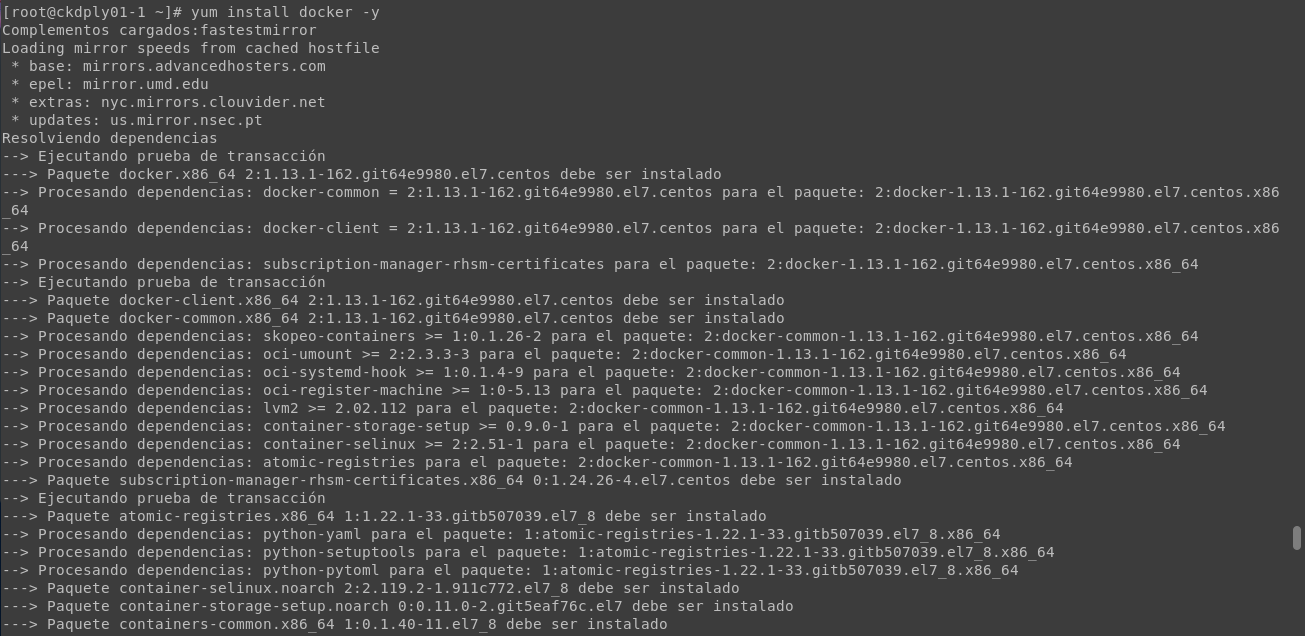 [root@ckdply01-1 ~]# yum install docker -y
Complementos cargados:fastestmirror
Loading mirror speeds from cached hostfile
 * base: mirrors.advancedhosters.com
 * epel: mirror.umd.edu
 * extras: nyc.mirrors.clouvider.net
 * updates: us.mirror.nsec.pt
Resolviendo dependencias
--> Ejecutando prueba de transacción
---> Paquete docker.x86_64 2:1.13.1-162.git64e9980.el7.centos debe ser instalado
--> Procesando dependencias: docker-common = 2:1.13.1-162.git64e9980.el7.centos para el paquete: 2:docker-1.13.1-162.git64e9980.el7.centos.x86
_64
--> Procesando dependencias: docker-client = 2:1.13.1-162.git64e9980.el7.centos para el paquete: 2:docker-1.13.1-162.git64e9980.el7.centos.x86
_64
--> Procesando dependencias: subscription-manager-rhsm-certificates para el paquete: 2:docker-1.13.1-162.git64e9980.el7.centos.x86_64
--> Ejecutando prueba de transacción
---> Paquete docker-client.x86_64 2:1.13.1-162.git64e9980.el7.centos debe ser instalado
---> Paquete docker-common.x86_64 2:1.13.1-162.git64e9980.el7.centos debe ser instalado
--> Procesando dependencias: skopeo-containers >= 1:0.1.26-2 para el paquete: 2:docker-common-1.13.1-162.git64e9980.el7.centos.x86_64
--> Procesando dependencias: oci-umount >= 2:2.3.3-3 para el paquete: 2:docker-common-1.13.1-162.git64e9980.el7.centos.x86_64
--> Procesando dependencias: oci-systemd-hook >= 1:0.1.4-9 para el paquete: 2:docker-common-1.13.1-162.git64e9980.el7.centos.x86_64
--> Procesando dependencias: oci-register-machine >= 1:0-5.13 para el paquete: 2:docker-common-1.13.1-162.git64e9980.el7.centos.x86_64
--> Procesando dependencias: lvm2 >= 2.02.112 para el paquete: 2:docker-common-1.13.1-162.git64e9980.el7.centos.x86_64
--> Procesando dependencias: container-storage-setup >= 0.9.0-1 para el paquete: 2:docker-common-1.13.1-162.git64e9980.el7.centos.x86_64
--> Procesando dependencias: container-selinux >= 2:2.51-1 para el paquete: 2:docker-common-1.13.1-162.git64e9980.el7.centos.x86_64
--> Procesando dependencias: atomic-registries para el paquete: 2:docker-common-1.13.1-162.git64e9980.el7.centos.x86_64
---> Paquete subscription-manager-rhsm-certificates.x86_64 0:1.24.26-4.el7.centos debe ser instalado
--> Ejecutando prueba de transacción
---> Paquete atomic-registries.x86_64 1:1.22.1-33.gitb507039.el7_8 debe ser instalado
--> Procesando dependencias: python-yaml para el paquete: 1:atomic-registries-1.22.1-33.gitb507039.el7_8.x86_64
--> Procesando dependencias: python-setuptools para el paquete: 1:atomic-registries-1.22.1-33.gitb507039.el7_8.x86_64
--> Procesando dependencias: python-pytoml para el paquete: 1:atomic-registries-1.22.1-33.gitb507039.el7_8.x86_64
---> Paquete container-selinux.noarch 2:2.119.2-1.911c772.el7_8 debe ser instalado
---> Paquete container-storage-setup.noarch 0:0.11.0-2.git5eaf76c.el7 debe ser instalado
---> Paquete containers-common.x86_64 1:0.1.40-11.el7_8 debe ser instalado